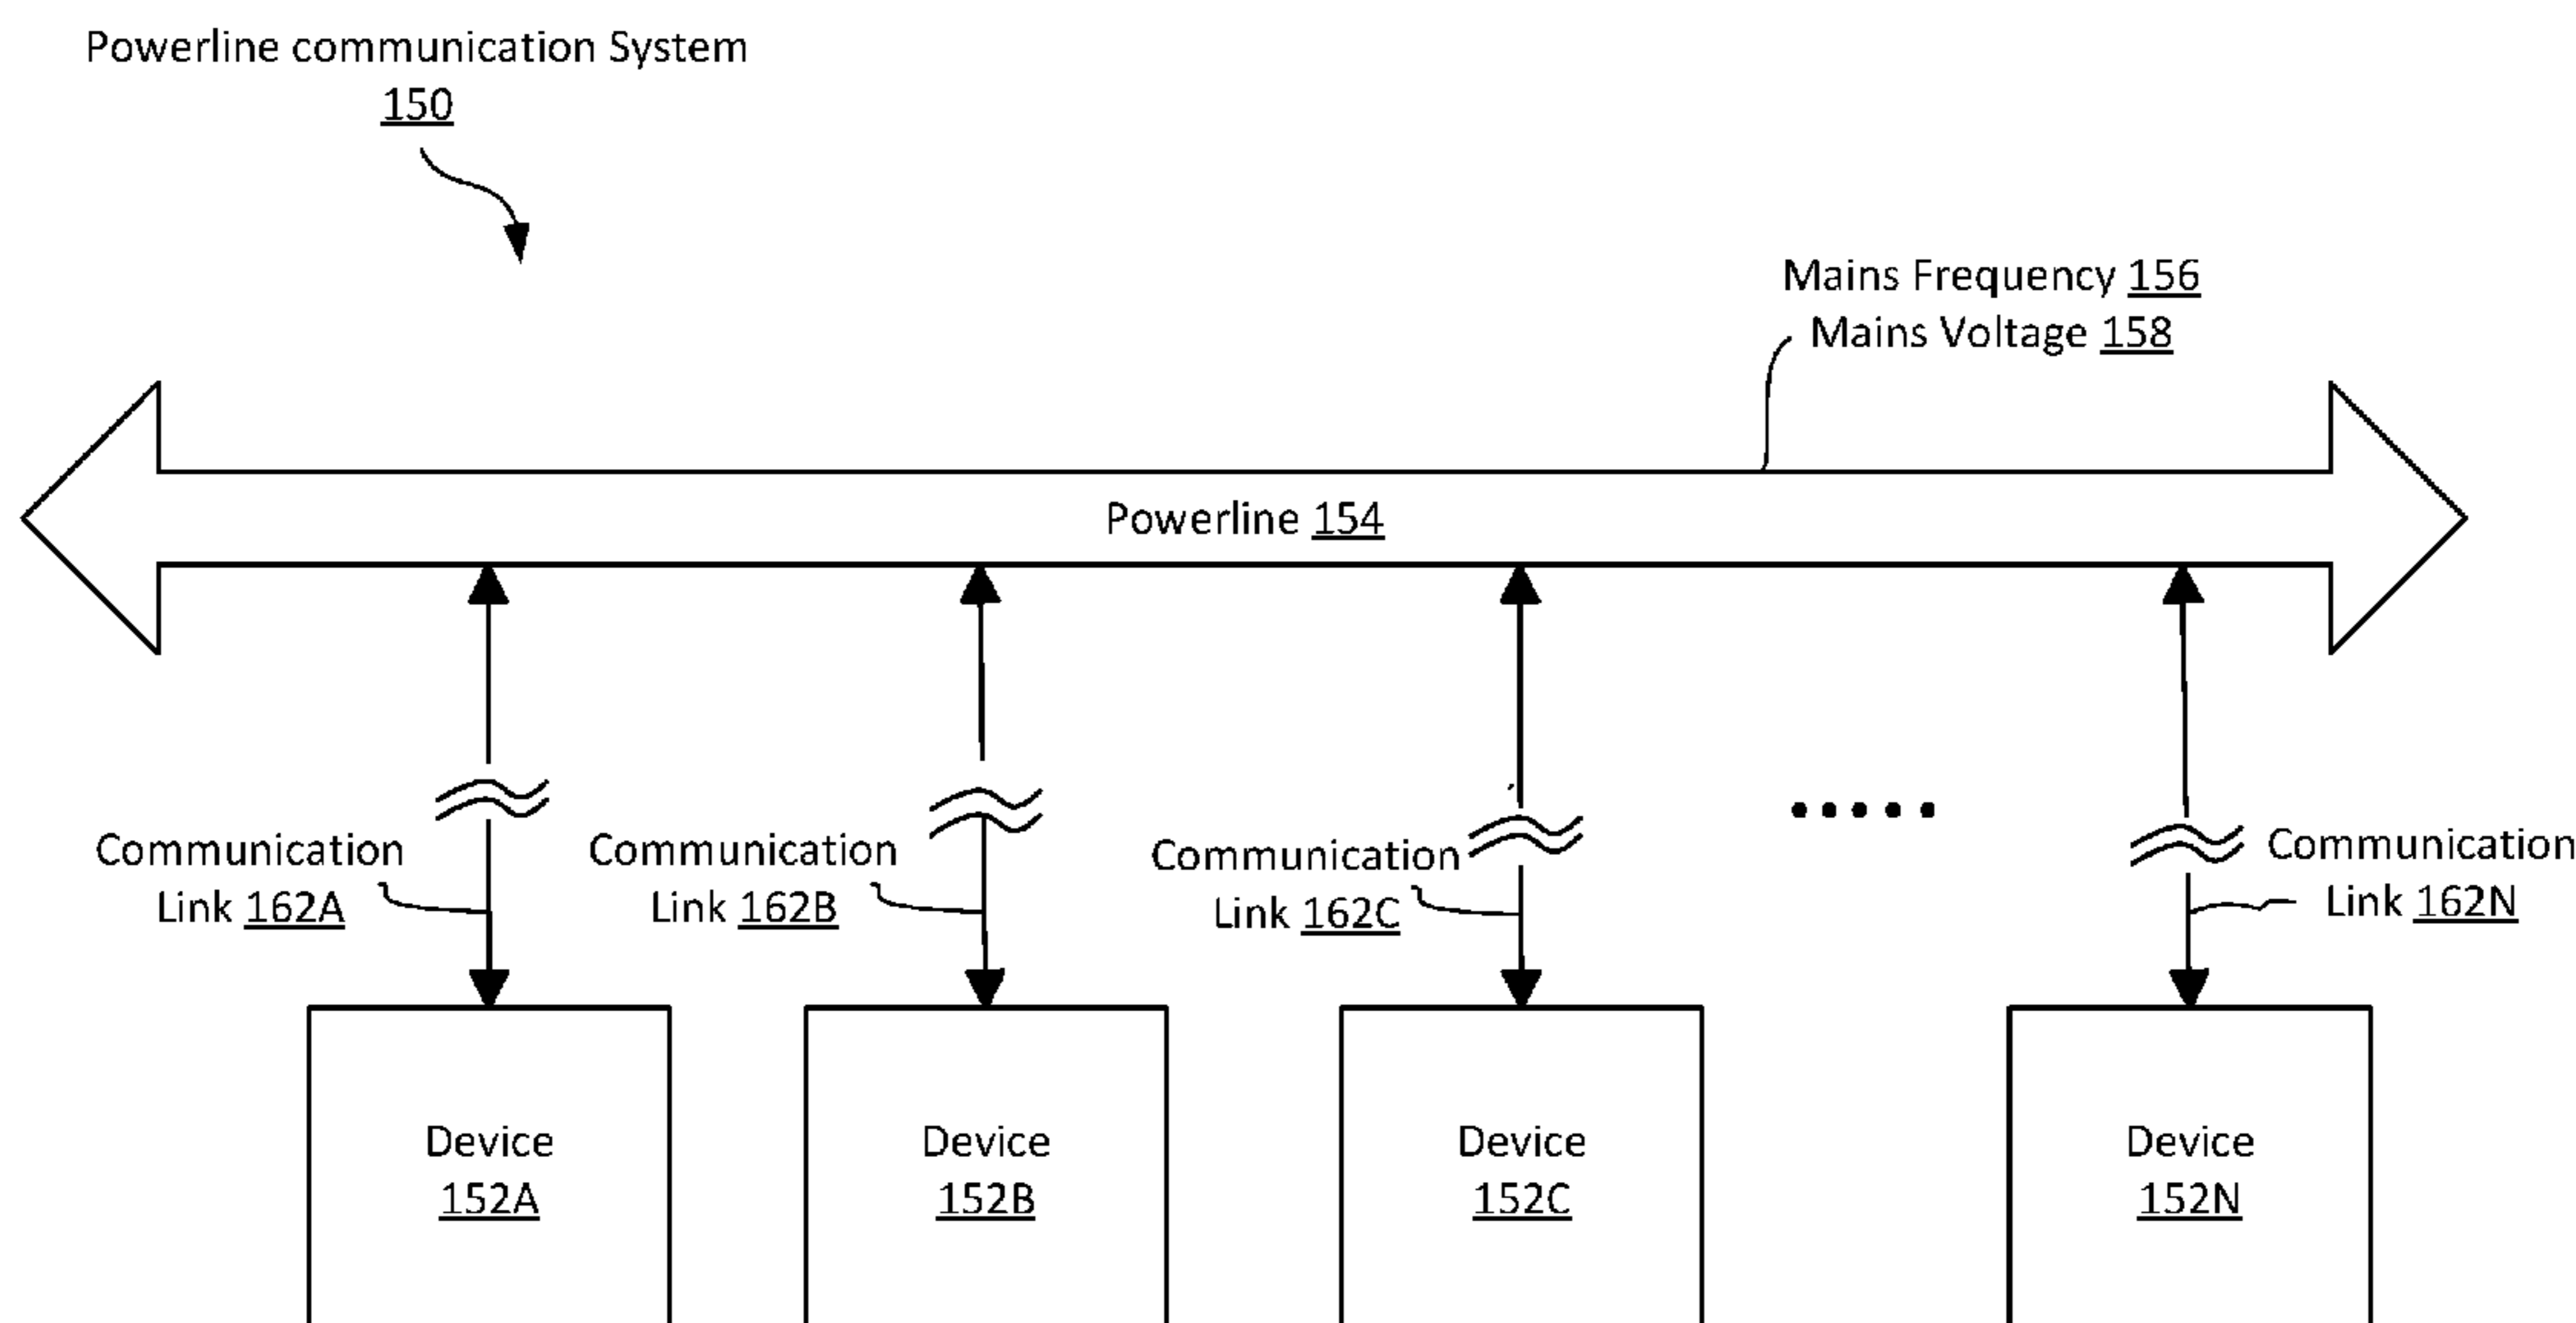 Powerline communication System
150
Mains Frequency 156
Mains Voltage 158
Powerline 154
Communication
Link 162A
Communication
Link 162B
Communication
Link 162C
Communication
Link 162N
Device
152A
Device
152B
Device
152C
Device
152N